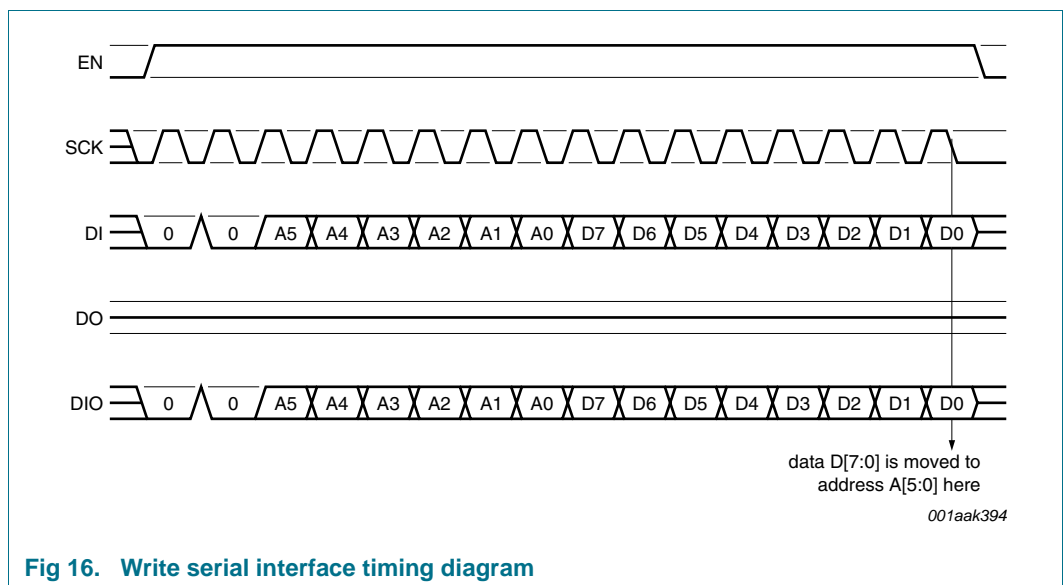 EN
SCK
DI 0 0 A5 A4 A3 A2 A1 A0 D7 D6 D5 D4 D3 D2 D1 D0
DO
DIO 0 0 A5 A4 A3 A2 A1 A0 D7 D6 D5 D4 D3 D2 D1 D0
data D[7:0] is moved to
address A[5:0] here
001aak394
Fig 16. Write serial interface timing diagram